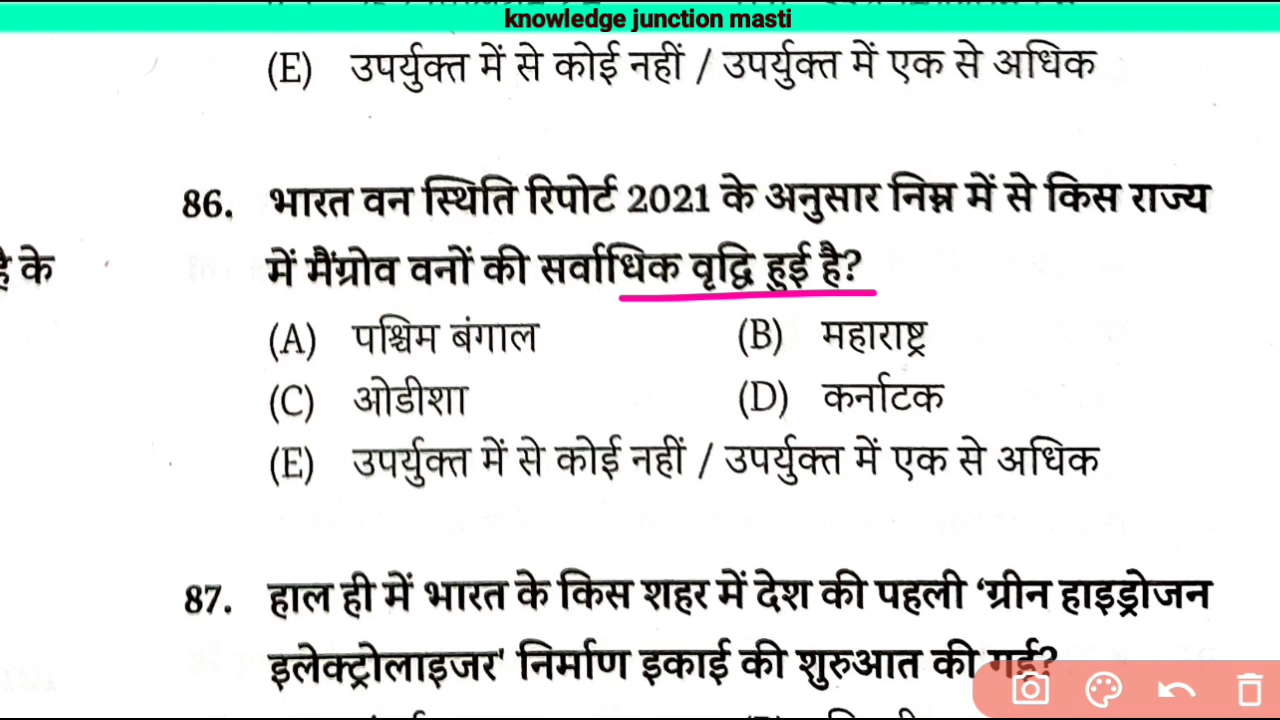 knowledge junction masti
(E) उपर्युक्त में से कोई नहीं / उपर्युक्त में एक से अधिक
86. भारत वन स्थिति रिपोर्ट 2021 के अनुसार निम्न में से किस राज्य
है के
में मैंग्रोव वनों की सर्वाधिक वृद्धि हुई है?
(A) पश्चिम बंगाल (B) महाराष्ट्र
(C) ओडीशा (D) कर्नाटक
(E) उपर्युक्त में से कोई नहीं / उपर्युक्त में एक से अधिक
87. हाल ही में भारत के किस शहर में देश की पहली ‘ग्रीन हाइड्रोजन
इलेक्ट्रोलाइजर' निर्माण इकाई की शुरुआत की गई?